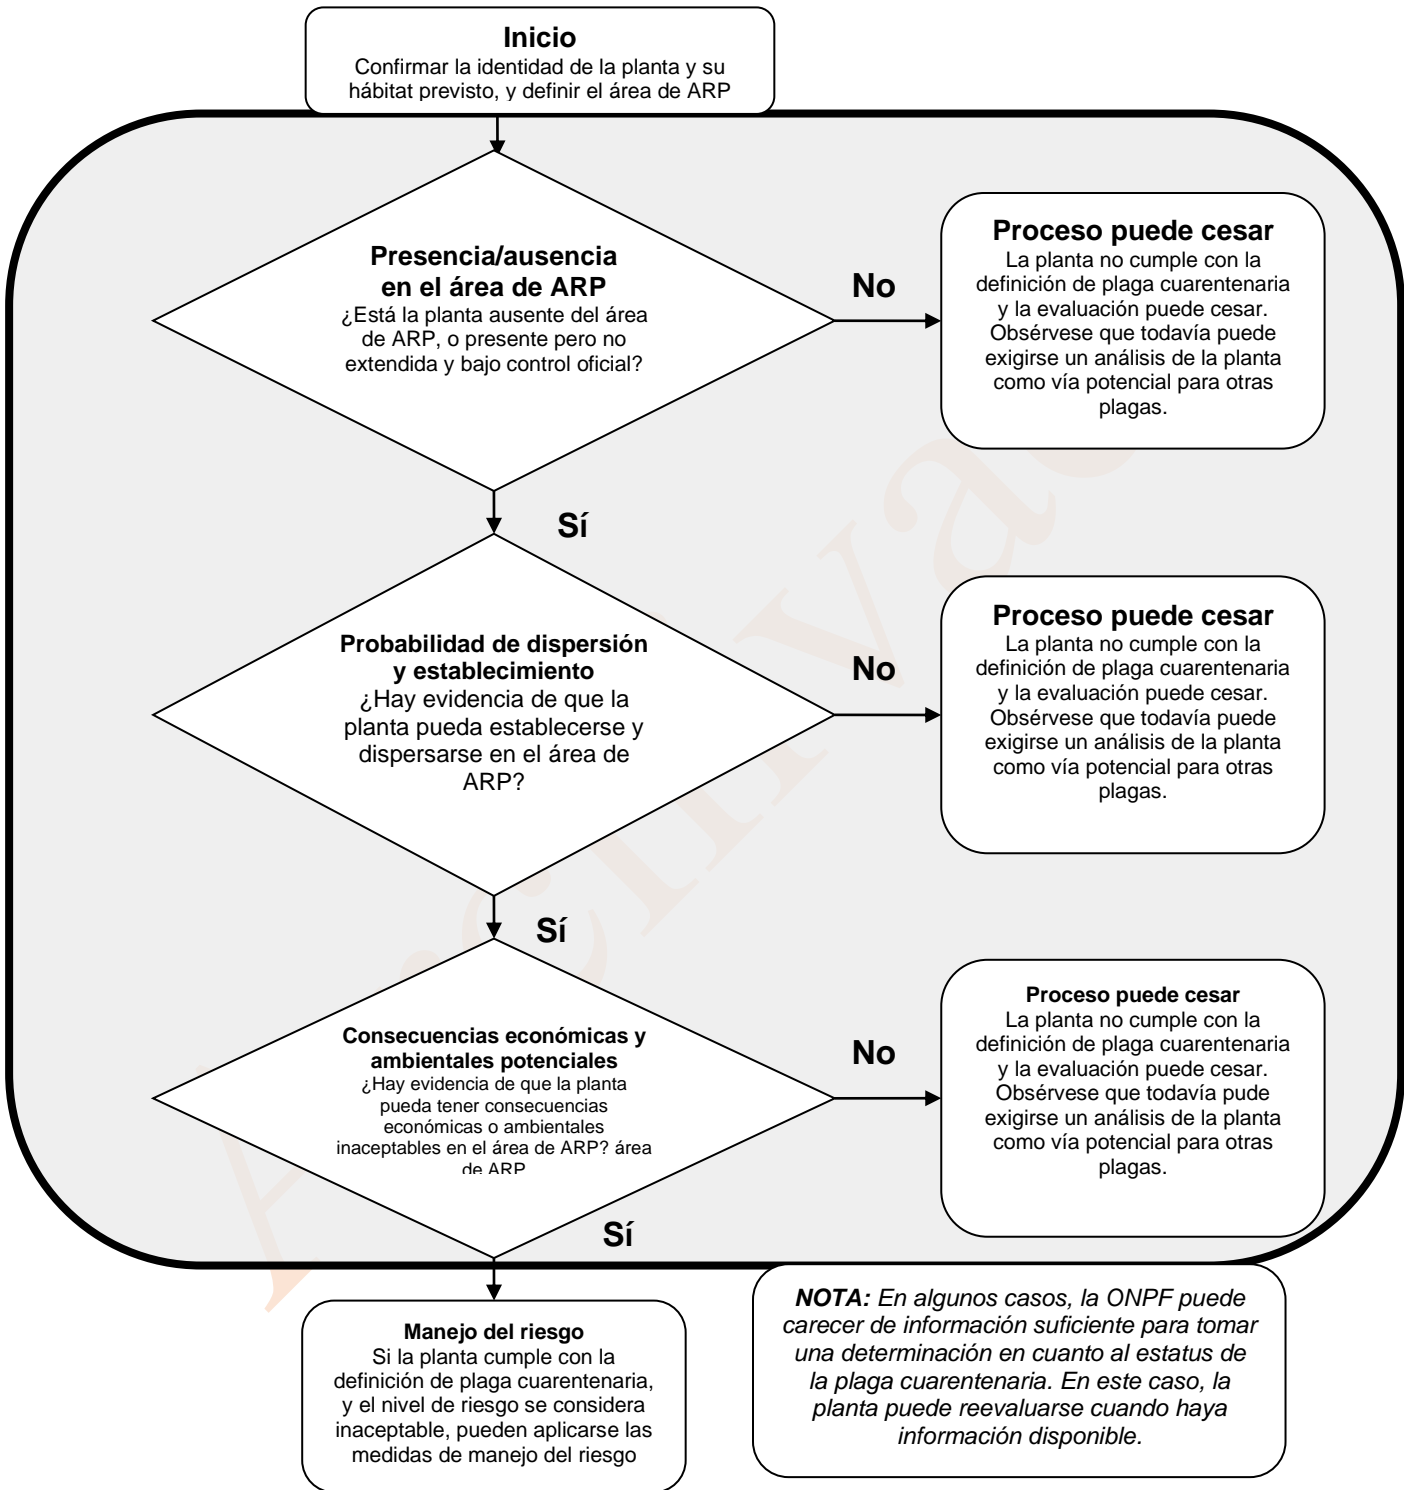 Inicio
Confirmar la identidad de la planta y su
hábitat previsto, y definir el área de ARP
Presencia/ausencia
en el área de ARP
¿Está la planta ausente del área
de ARP, o presente pero no
extendida y bajo control oficial?
No
Proceso puede cesar
La planta no cumple con la
definición de plaga cuarentenaria
y la evaluación puede cesar.
Obsérvese que todavía puede
exigirse un análisis de la planta
como vía potencial para otras
plagas.
Sí
Probabilidad de dispersión
y establecimiento
¿Hay evidencia de que la
planta pueda establecerse y
dispersarse en el área de
ARP?
No
Proceso puede cesar
La planta no cumple con la
definición de plaga cuarentenaria
y la evaluación puede cesar.
Obsérvese que todavía puede
exigirse un análisis de la planta
como vía potencial para otras
plagas.
Sí
Consecuencias económicas y
ambientales potenciales
¿Hay evidencia de que la planta
pueda tener consecuencias
económicas o ambientales
inaceptables en el área de ARP? área
de ARP
No
Proceso puede cesar
La planta no cumple con la
definición de plaga cuarentenaria
y la evaluación puede cesar.
Obsérvese que todavía pude
exigirse un análisis de la planta
como vía potencial para otras
plagas.
Sí
Manejo del riesgo
Si la planta cumple con la
definición de plaga cuarentenaria,
y el nivel de riesgo se considera
inaceptable, pueden aplicarse las
medidas de manejo del riesgo
NOTA: En algunos casos, la ONPF puede
carecer de información suficiente para tomar
una determinación en cuanto al estatus de
la plaga cuarentenaria. En este caso, la
planta puede reevaluarse cuando haya
información disponible.